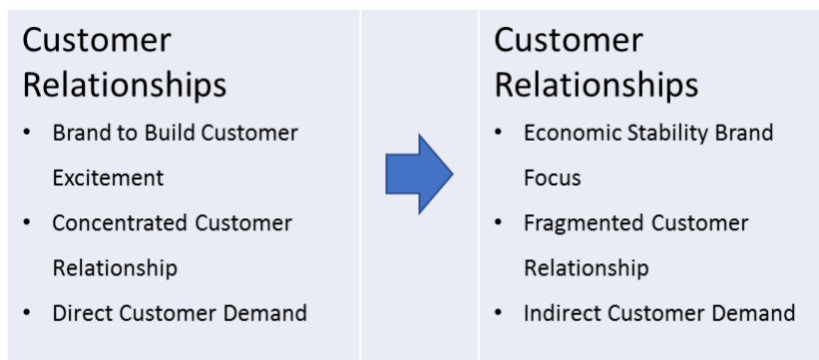 Customer
Relationships
• Brand to Build Customer
Excitement
• Concentrated Customer
Relationship
• Direct Customer Demand
Customer
Relationships
• Economic Stability Brand
Focus
• Fragmented Customer
Relationship
• Indirect Customer Demand